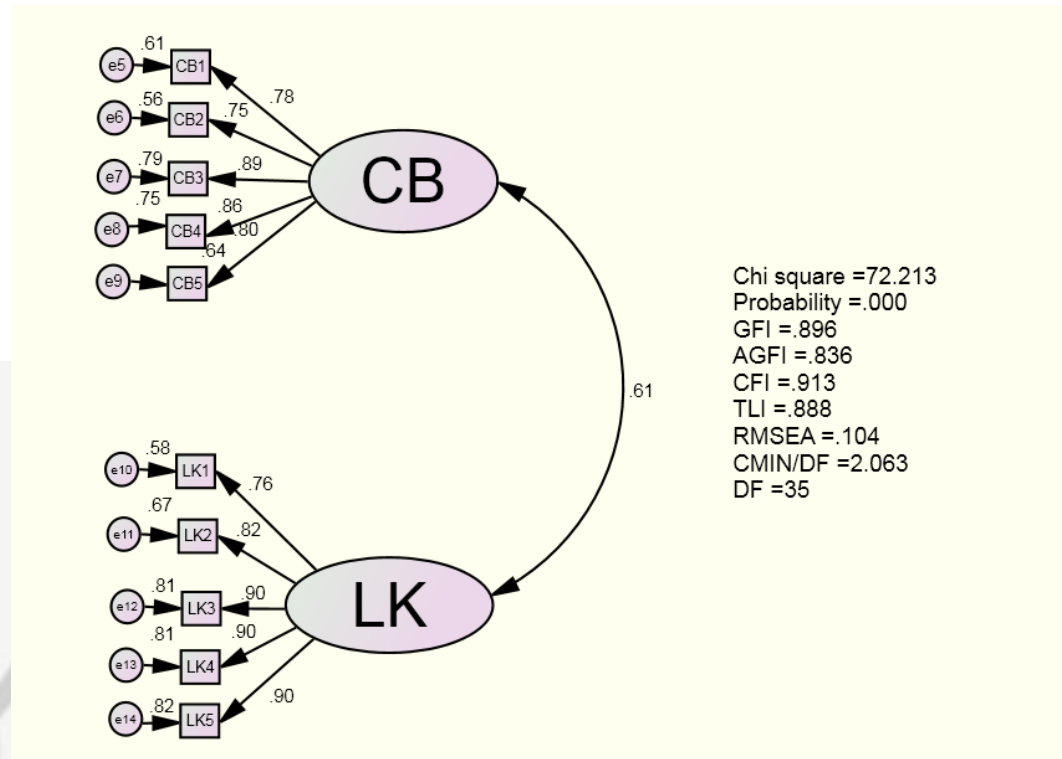 .61
e5
CB1
.78
.56
e6
CB2
.75
.79
e7
CB3
.89
CB
.75
e8
CB4
.86
.80
.64
e9
CB5
.61
Chi square =72.213
Probability =.000
GFI =.896
AGFI =.836
CFI =.913
TLI =.888
RMSEA =.104
CMIN/DF =2.063
DF =35
.58
e10
LK1
.76
.67
e11
LK2
.82
.81
e12
LK3
.90
LK
.81
e13
LK4
.90
.82
e14
LK5
.90